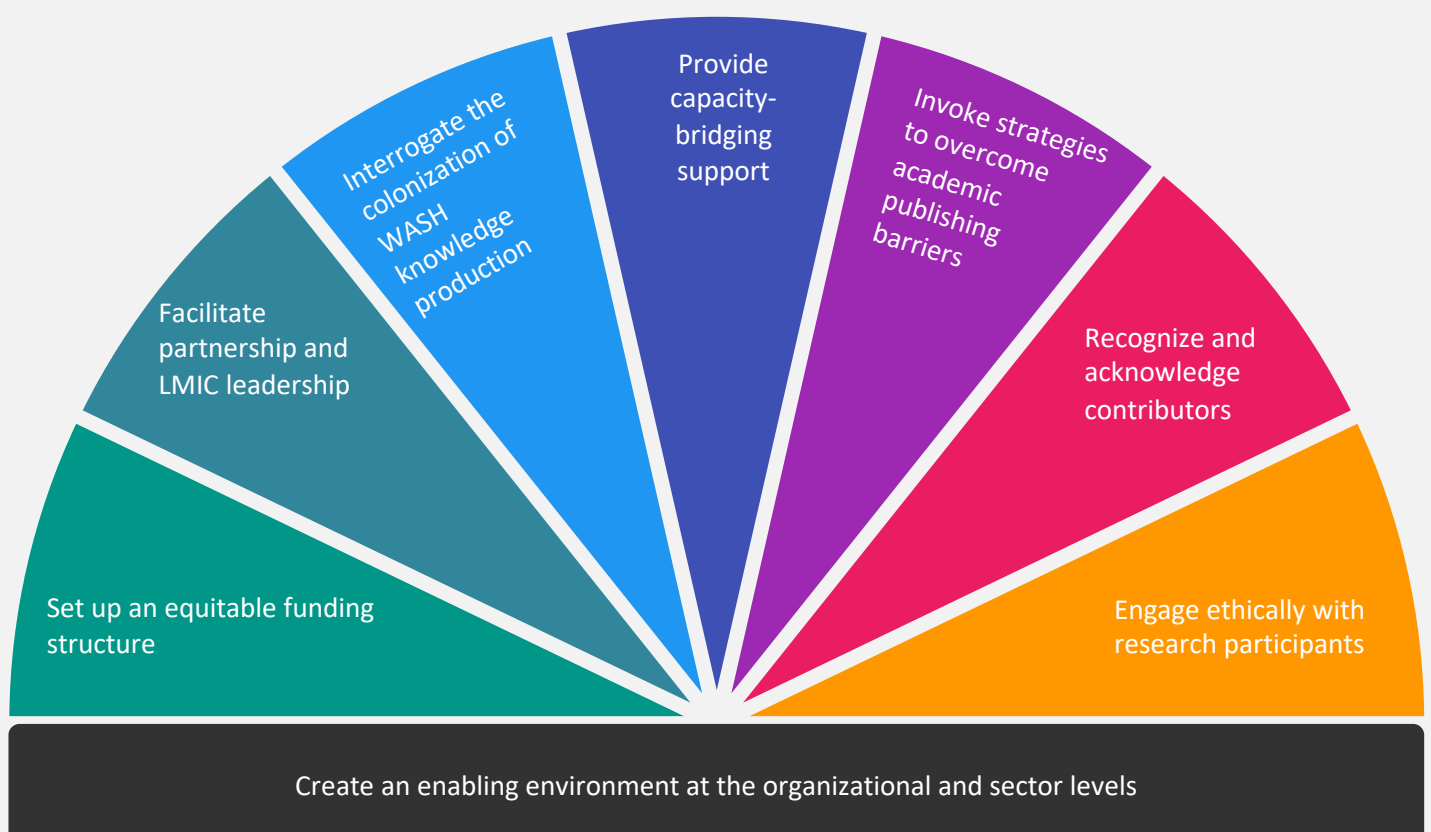 Set up an equitable funding
structure
Facilitate
partnership and
LMIC leadership
Interrogate the
colonization of
WASH
knowledge
production
Provide
capacity-
bridging
support
Invoke strategies
to overcome
academic
publishing
barriers
Recognize and
acknowledge
contributors
Engage ethically with
research participants
Create an enabling environment at the organizational and sector levels